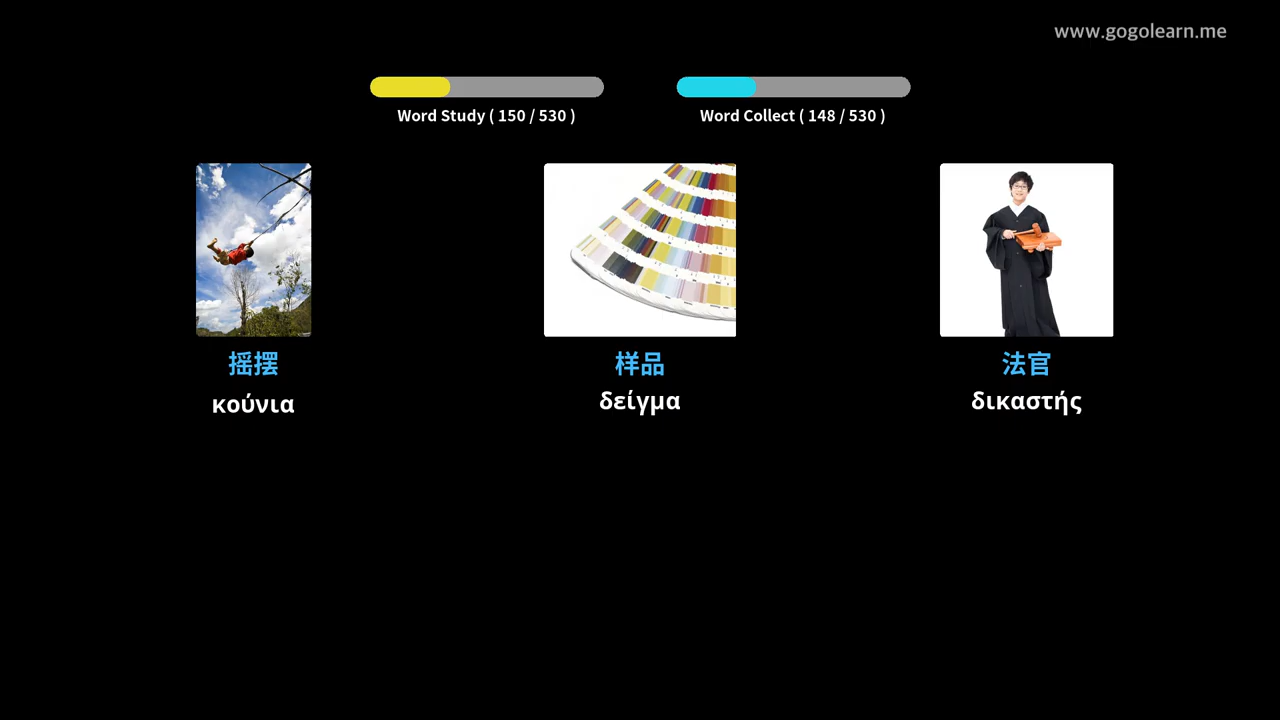 www.gogolearn.me
Word Study ( 150 / 530 )
Word Collect ( 148 / 530 )
摇摆
κούνια
样品
δείγμα
法官
δικαστής